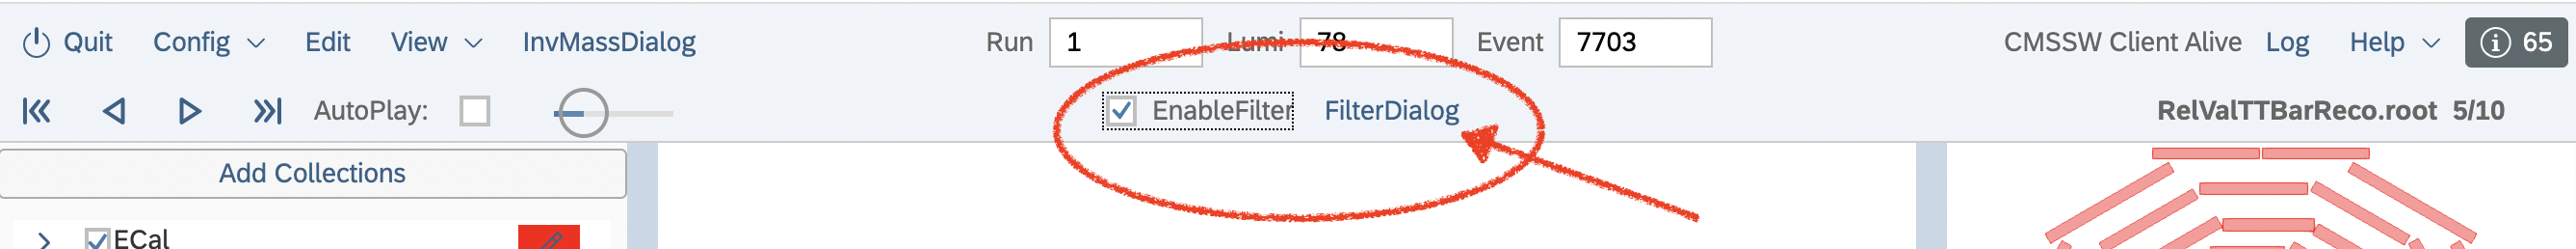 Quit Config Edit View InvMassDialog Run 1 Lumi 78 Event 7703 CMSSW Client Alive Log Help 65
AutoPlay: EnableFilter FilterDialog RelValTTBarReco.root 5/10
Add Collections
ECal